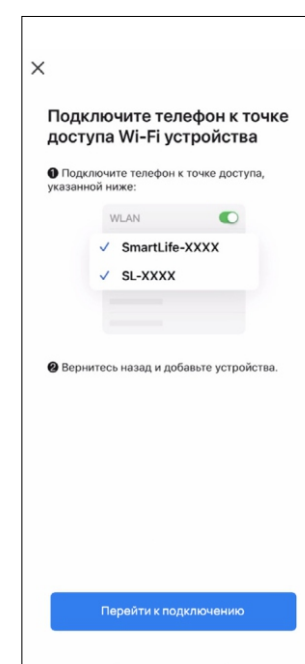 Подключите телефон к точке
доступа Wi-Fi устройства
❶ Подключите телефон к точке доступа,
указанной ниже:
WLAN
✓ SmartLife-XXXX
✓ SL-XXXX
❷ Вернитесь назад и добавьте устройства.
Перейти к подключению